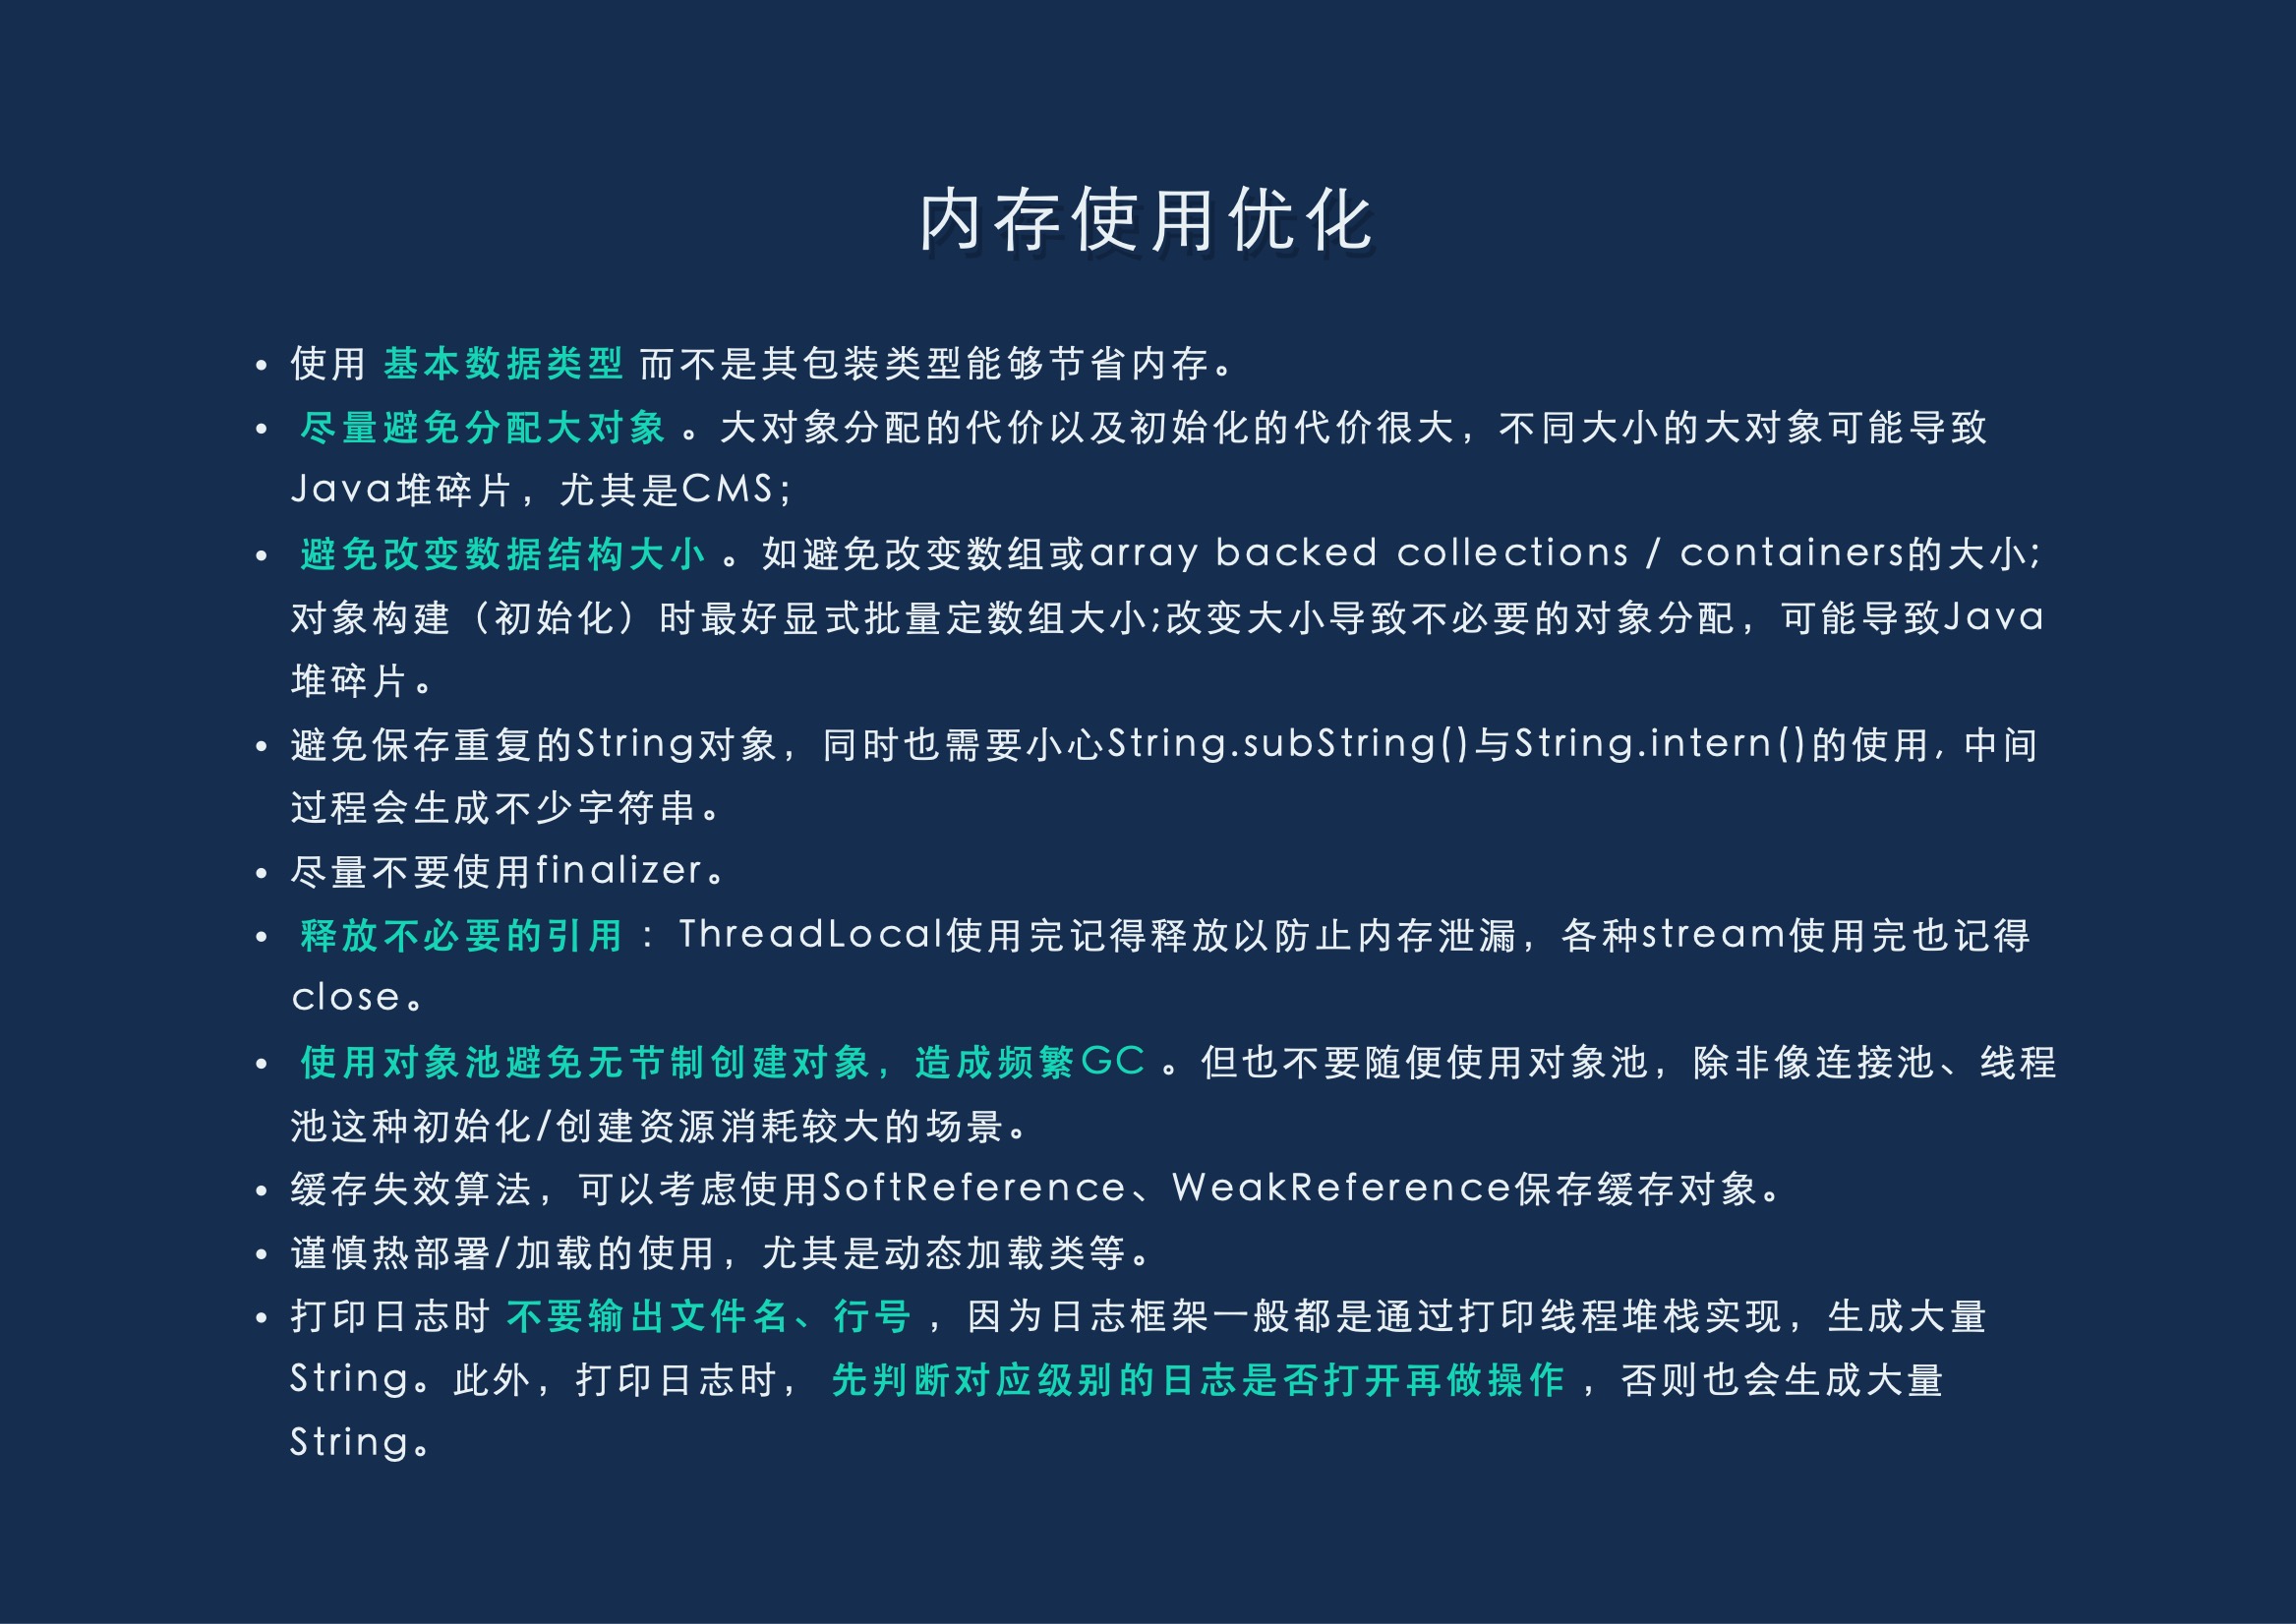 内存使用优化
• 使用 基本数据类型 而不是其包装类型能够节省内存。
• 尽量避免分配大对象 。大对象分配的代价以及初始化的代价很大，不同大小的大对象可能导致
Java堆碎片，尤其是CMS；
• 避免改变数据结构大小 。如避免改变数组或array backed collections / containers的大小;
对象构建（初始化）时最好显式批量定数组大小;改变大小导致不必要的对象分配，可能导致Java
堆碎片。
• 避免保存重复的String对象，同时也需要小心String.subString()与String.intern()的使用, 中间
过程会生成不少字符串。
• 尽量不要使用finalizer。
• 释放不必要的引用 ：ThreadLocal使用完记得释放以防止内存泄漏，各种stream使用完也记得
close。
• 使用对象池避免无节制创建对象，造成频繁GC 。但也不要随便使用对象池，除非像连接池、线程
池这种初始化/创建资源消耗较大的场景。
• 缓存失效算法，可以考虑使用SoftReference、WeakReference保存缓存对象。
• 谨慎热部署/加载的使用，尤其是动态加载类等。
• 打印日志时 不要输出文件名、行号 ，因为日志框架一般都是通过打印线程堆栈实现，生成大量
String。此外，打印日志时， 先判断对应级别的日志是否打开再做操作 ，否则也会生成大量
String。